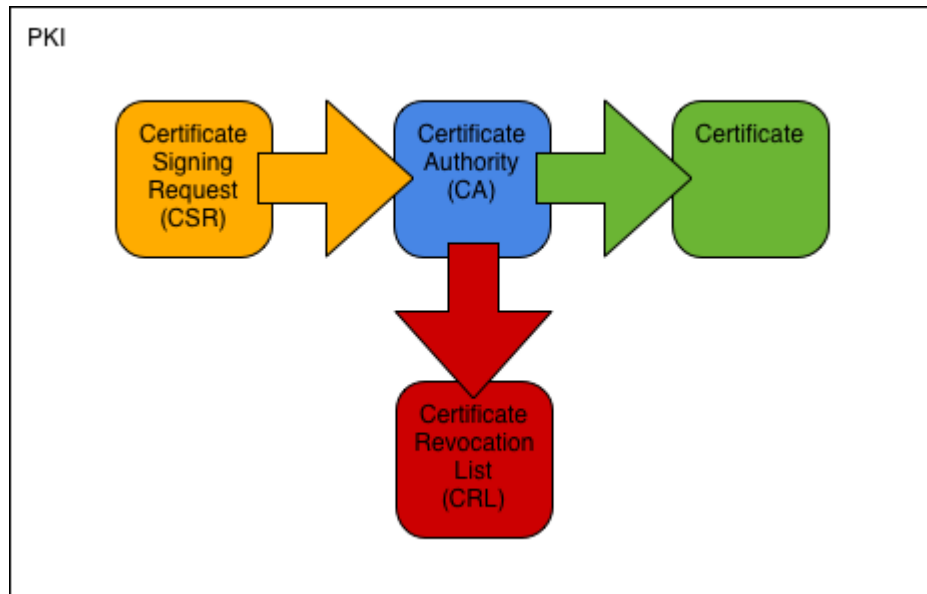 PKI
Certificate
Signing
Request
(CSR)
Certificate
Authority
(CA)
Certificate
Certificate
Revocation
List
(CRL)